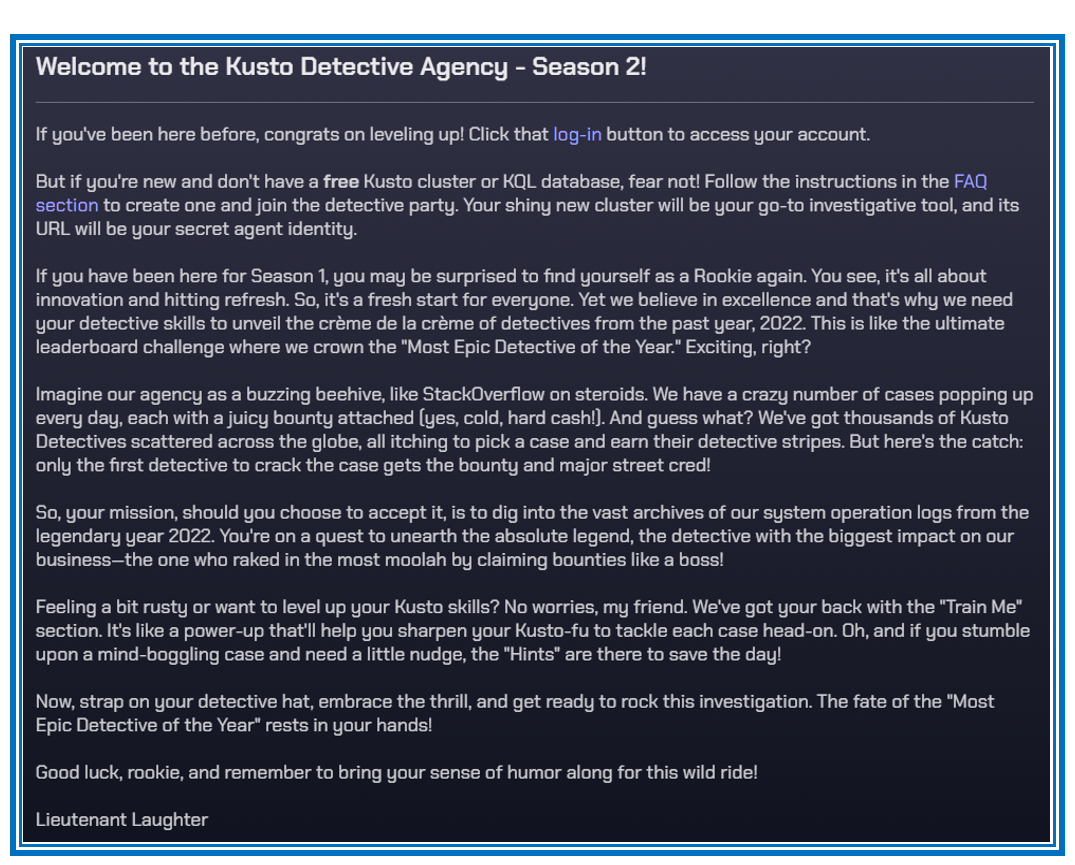 Welcome to the Kusto Detective Agency - Season 2!
If you've been here before, congrats on leveling up! Click that log-in button to access your account.
But if you're new and don't have a free Kusto cluster or KQL database, fear not! Follow the instructions in the FAQ
section to create one and join the detective party. Your shiny new cluster will be your go-to investigative tool, and its
URL will be your secret agent identity.
If you have been here for Season 1, you may be surprised to find yourself as a Rookie again. You see, it's all about
innovation and hitting refresh. So, it's a fresh start for everyone. Yet we believe in excellence and that's why we need
your detective skills to unveil the crème de la crème of detectives from the past year, 2022. This is like the ultimate
leaderboard challenge where we crown the "Most Epic Detective of the Year." Exciting, right?
Imagine our agency as a buzzing beehive, like StackOverflow on steroids. We have a crazy number of cases popping up
every day, each with a juicy bounty attached (yes, cold, hard cash!). And guess what? We've got thousands of Kusto
Detectives scattered across the globe, all itching to pick a case and earn their detective stripes. But here's the catch:
only the first detective to crack the case gets the bounty and major street cred!
So, your mission, should you choose to accept it, is to dig into the vast archives of our system operation logs from the
legendary year 2022. You're on a quest to unearth the absolute legend, the detective with the biggest impact on our
business—the one who raked in the most moolah by claiming bounties like a boss!
Feeling a bit rusty or want to level up your Kusto skills? No worries, my friend. We've got your back with the "Train Me"
section. It's like a power-up that'll help you sharpen your Kusto-fu to tackle each case head-on. Oh, and if you stumble
upon a mind-boggling case and need a little nudge, the "Hints" are there to save the day!
Now, strap on your detective hat, embrace the thrill, and get ready to rock this investigation. The fate of the "Most
Epic Detective of the Year" rests in your hands!
Good luck, rookie, and remember to bring your sense of humor along for this wild ride!
Lieutenant Laughter